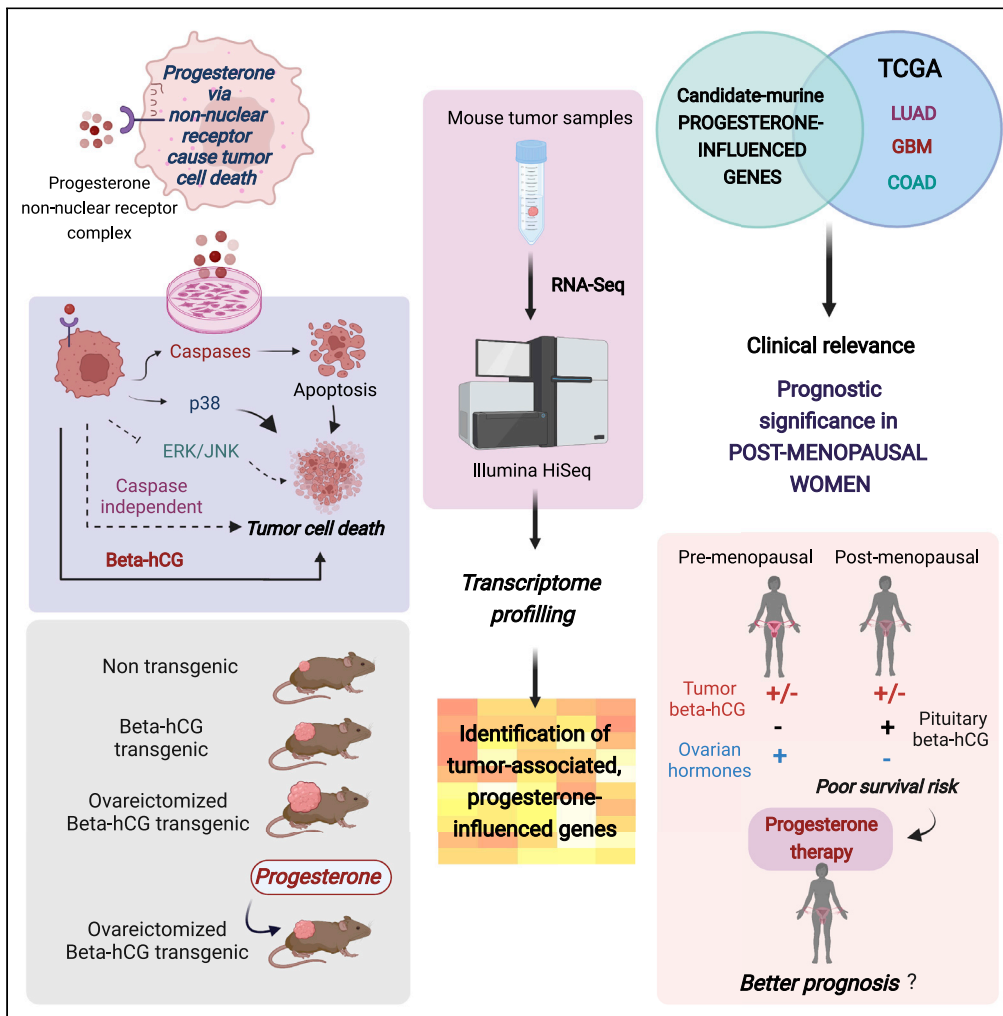 Progesterone
via
non-nuclear
receptor
cause tumor
cell death
Progesterone
non-nuclear receptor
complex
Caspases
Apoptosis
p38
ERK/JNK
Caspase
independent
Tumor cell death
Beta-hCG
Non transgenic
Beta-hCG
transgenic
Ovareictomized
Beta-hCG transgenic
Progesterone
Ovareictomized
Beta-hCG transgenic
Mouse tumor samples
RNA-Seq
Illumina HiSeq
Transcriptome
profilling
Identification of
tumor-associated,
progesterone-
influenced genes
Candidate-murine
PROGESTERONE-
INFLUENCED
GENES
TCGA
LUAD
GBM
COAD
Clinical relevance
Prognostic
significance in
POST-MENOPAUSAL
WOMEN
Pre-menopausal Post-menopausal
Tumor
beta-hCG
+/- +/-
- +
Pituitary
beta-hCG
Ovarian
hormones
+ -
Poor survival risk
Progesterone
therapy
Better prognosis ?